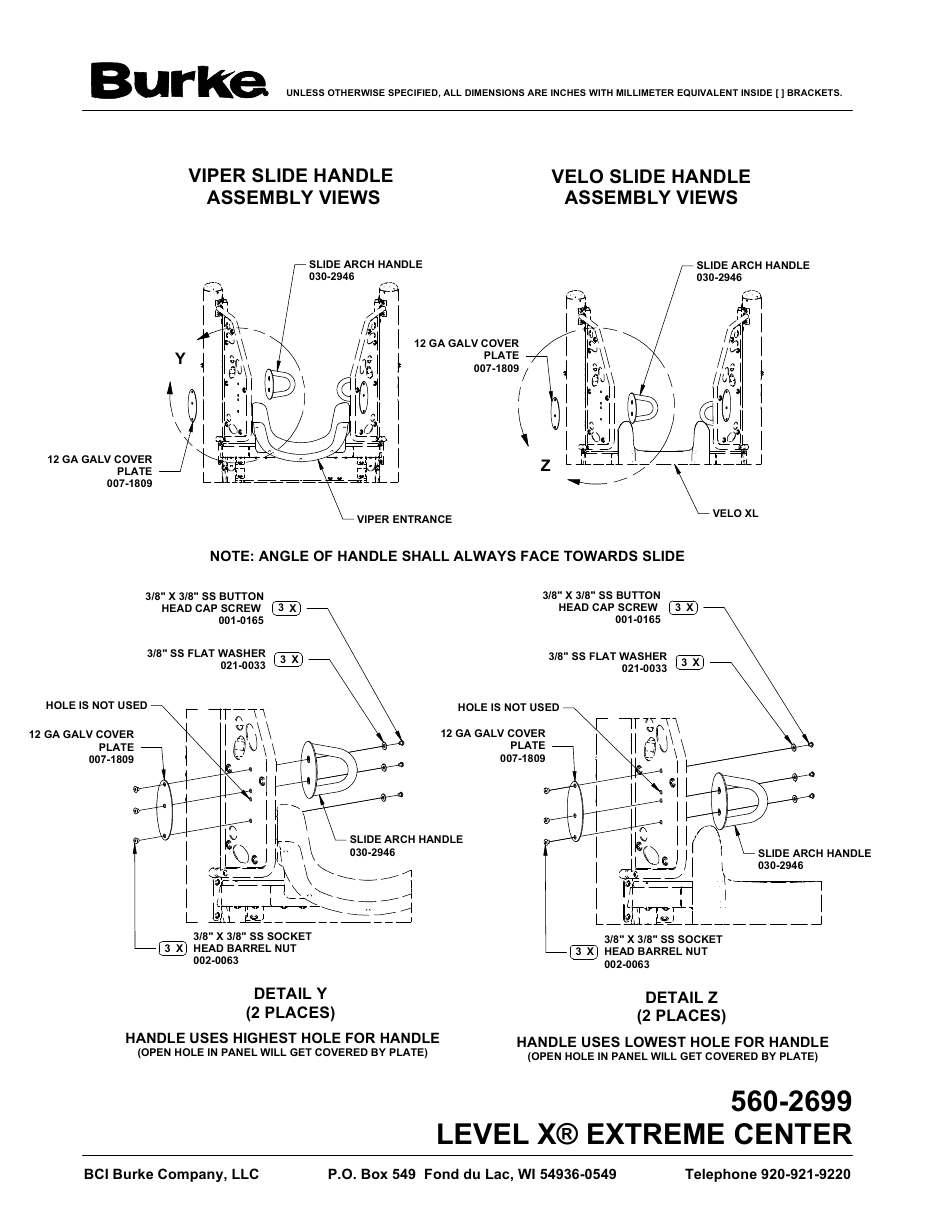 Burke
UNLESS OTHERWISE SPECIFIED, ALL DIMENSIONS ARE INCHES WITH MILLIMETER EQUIVALENT INSIDE [ ] BRACKETS.
VIPER SLIDE HANDLE
ASSEMBLY VIEWS
VELO SLIDE HANDLE
ASSEMBLY VIEWS
SLIDE ARCH HANDLE
030-2946
Y
12 GA GALV COVER
PLATE
007-1809
VIPER ENTRANCE
SLIDE ARCH HANDLE
030-2946
12 GA GALV COVER
PLATE
007-1809
Z
VELO XL
NOTE: ANGLE OF HANDLE SHALL ALWAYS FACE TOWARDS SLIDE
3/8" X 3/8" SS BUTTON
HEAD CAP SCREW 3 X
001-0165
3/8" SS FLAT WASHER 3 X
021-0033
HOLE IS NOT USED
12 GA GALV COVER
PLATE
007-1809
SLIDE ARCH HANDLE
030-2946
3/8" X 3/8" SS SOCKET
3 X HEAD BARREL NUT
002-0063
DETAIL Y
(2 PLACES)
HANDLE USES HIGHEST HOLE FOR HANDLE
(OPEN HOLE IN PANEL WILL GET COVERED BY PLATE)
3/8" X 3/8" SS BUTTON
HEAD CAP SCREW 3 X
001-0165
3/8" SS FLAT WASHER 3 X
021-0033
HOLE IS NOT USED
12 GA GALV COVER
PLATE
007-1809
SLIDE ARCH HANDLE
030-2946
3/8" X 3/8" SS SOCKET
3 X HEAD BARREL NUT
002-0063
DETAIL Z
(2 PLACES)
HANDLE USES LOWEST HOLE FOR HANDLE
(OPEN HOLE IN PANEL WILL GET COVERED BY PLATE)
560-2699
LEVEL X® EXTREME CENTER
BCI Burke Company, LLC P.O. Box 549 Fond du Lac, WI 54936-0549 Telephone 920-921-9220